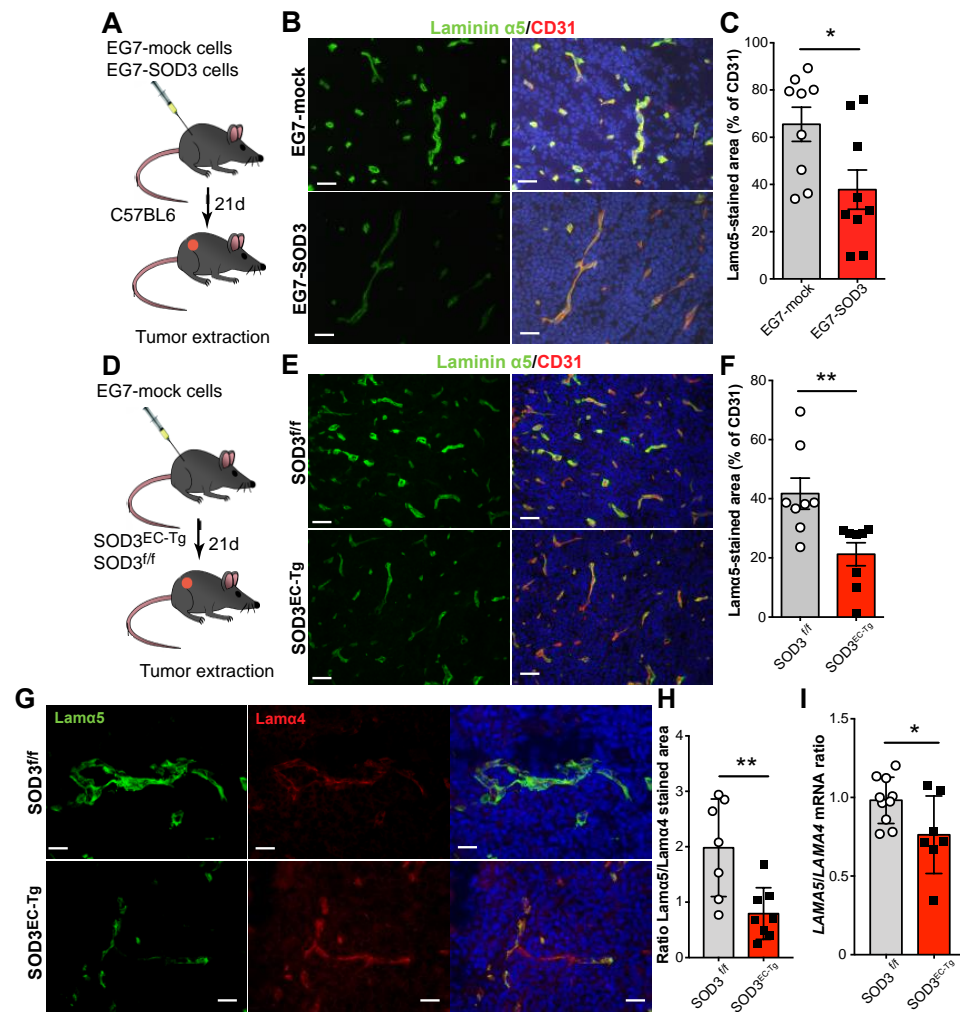 A
EG7-mock cells
EG7-SOD3 cells
C57BL6
21d
Tumor extraction
B
Laminin α5/CD31
EG7-mock
EG7-SOD3
C
Lamα5-stained area (% of CD31)
100
80
60
40
20
0
*
EG7-mock
EG7-SOD3
D
EG7-mock cells
SOD3EC-Tg
SOD3f/f
21d
Tumor extraction
E
Laminin α5/CD31
SOD3f/f
SOD3EC-Tg
F
Lamα5-stained area (% of CD31)
80
60
40
20
0
**
SOD3 f/f
SOD3EC-Tg
G
Lamα5
Lamα4
SOD3f/f
SOD3EC-Tg
H
Ratio Lamα5/Lamα4 stained area
4
3
2
1
0
**
SOD3 f/f
SOD3EC-Tg
I
LAMA5/LAMA4 mRNA ratio
1.5
1.0
0.5
0
*
SOD3 f/f
SOD3EC-Tg